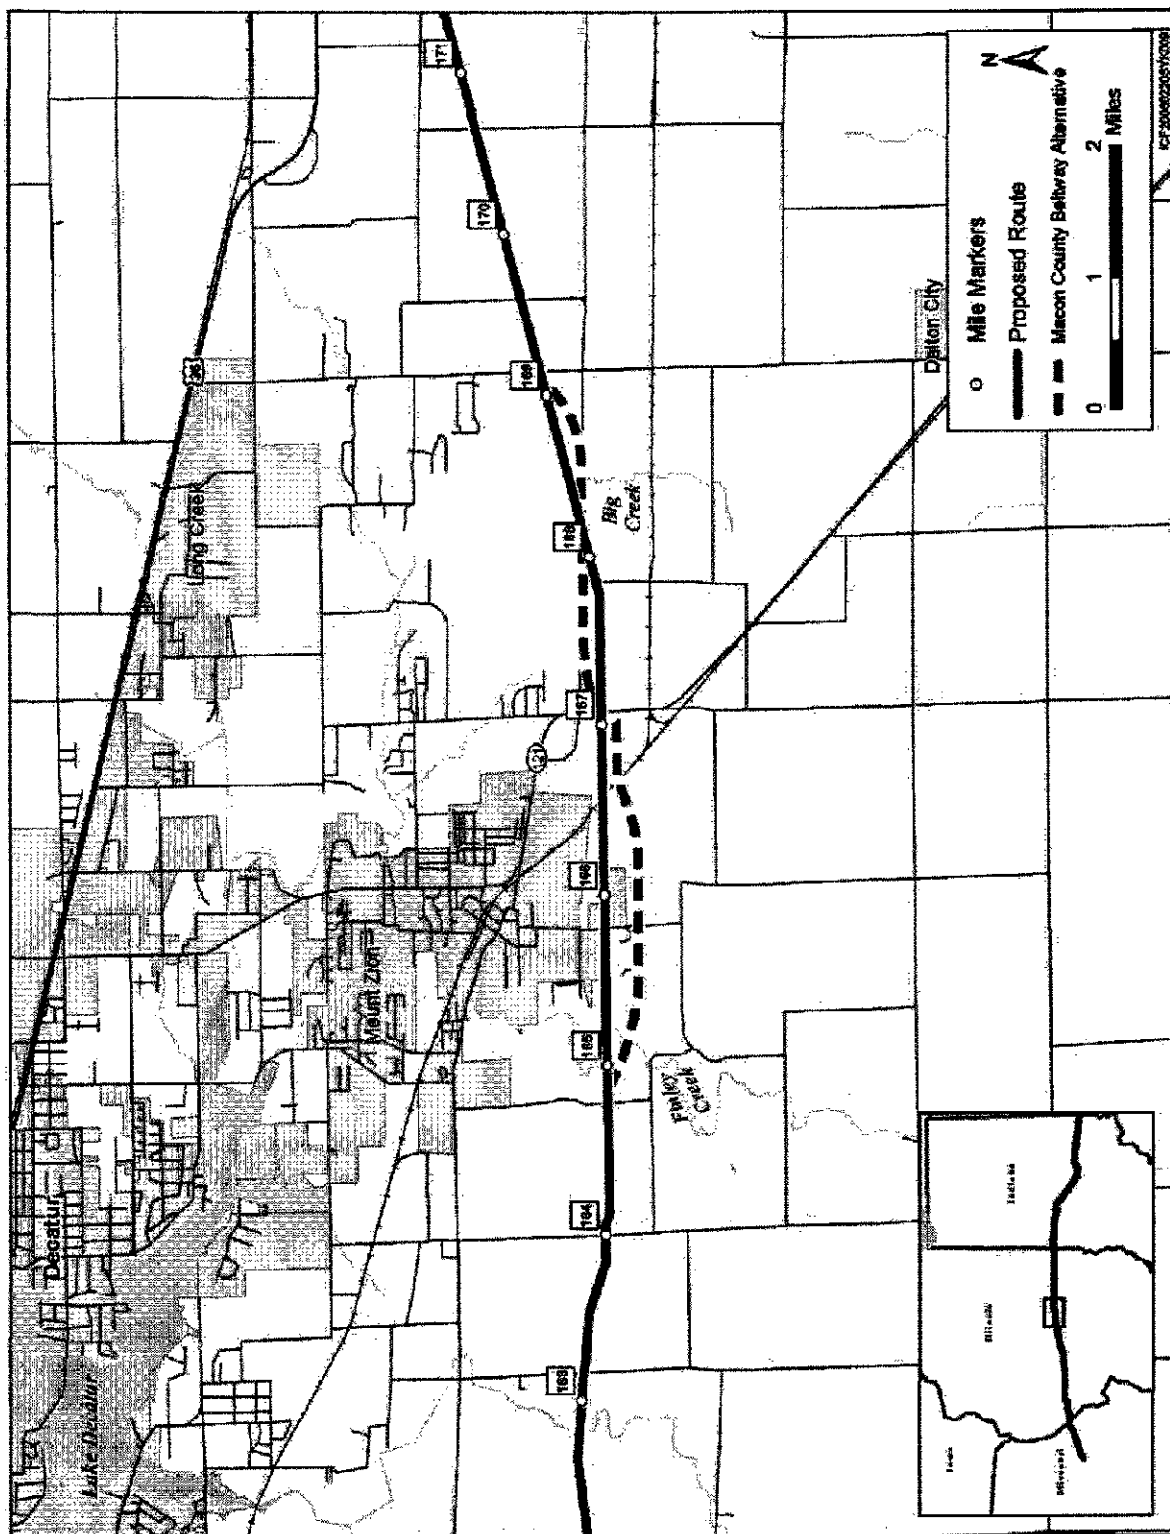 Decatur
Lake Decatur
Long Creek
Mount Zion
36
121
163
164
165
166
167
168
169
170
171
Finley
Creek
Big
Creek
Dalton City
Iowa
Illinois
Indiana
Missouri
N
Mile Markers
Proposed Route
Macon County Beltway Alternative
0 1 2
Miles